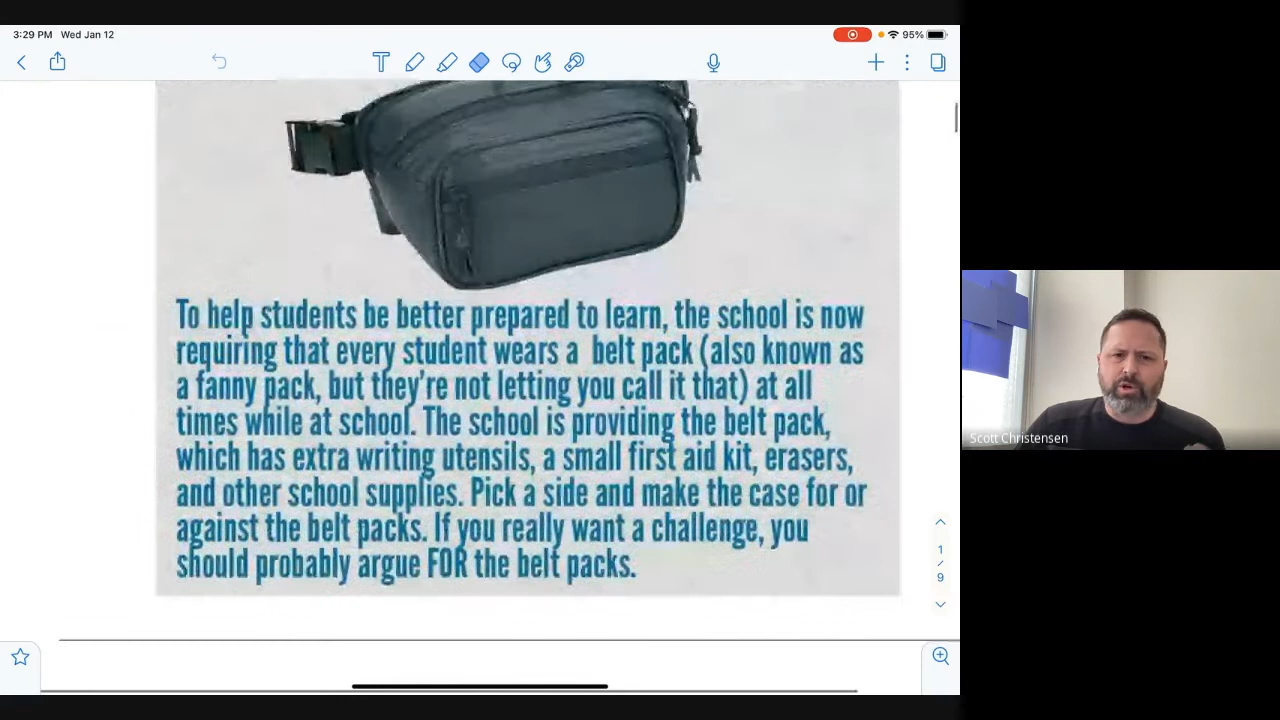 3:29 PM Wed Jan 12
95%
To help students be better prepared to learn, the school is now
requiring that every student wears a belt pack (also known as
a fanny pack, but they're not letting you call it that) at all
times while at school. The school is providing the belt pack,
which has extra writing utensils, a small first aid kit, erasers,
and other school supplies. Pick a side and make the case for or
against the belt packs. If you really want a challenge, you
should probably argue FOR the belt packs.
1
/
9
Scott Christensen